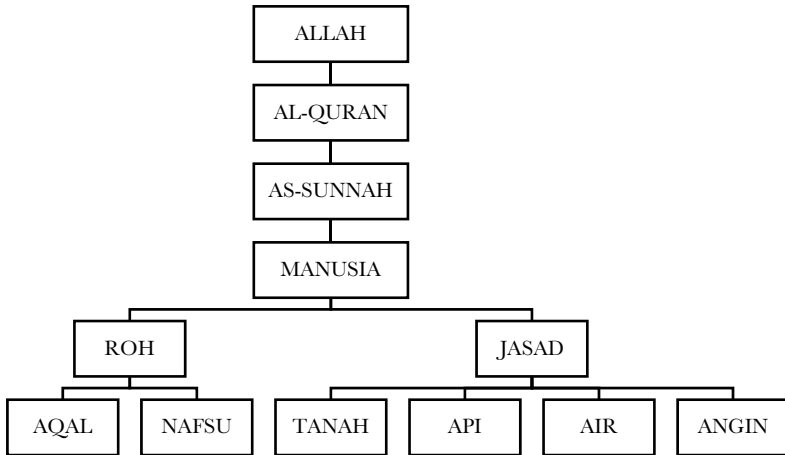 ALLAH
AL-QURAN
AS-SUNNAH
MANUSIA
ROH
JASAD
AQAL
NAFSU
TANAH
API
AIR
ANGIN